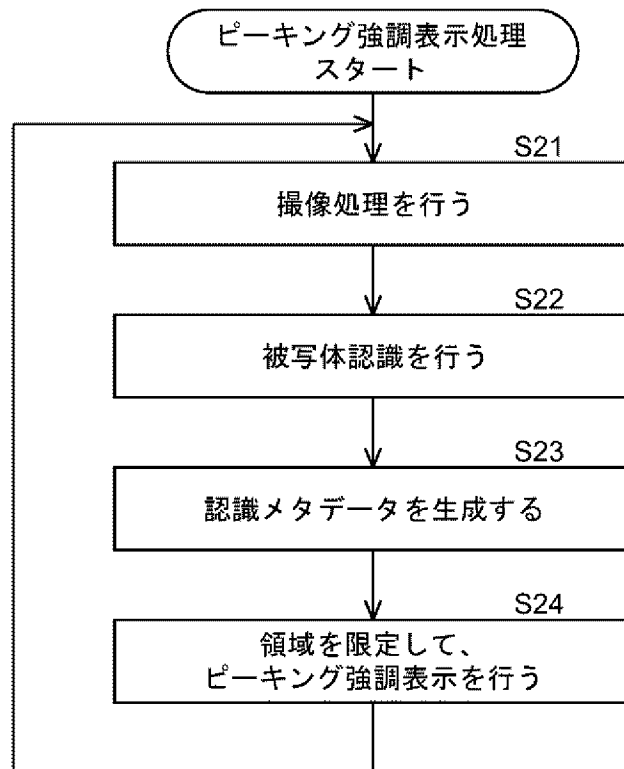 ピーキング強調表示処理
スタート
S21
撮像処理を行う
S22
被写体認識を行う
S23
認識メタデータを生成する
S24
領域を限定して、
ピーキング強調表示を行う